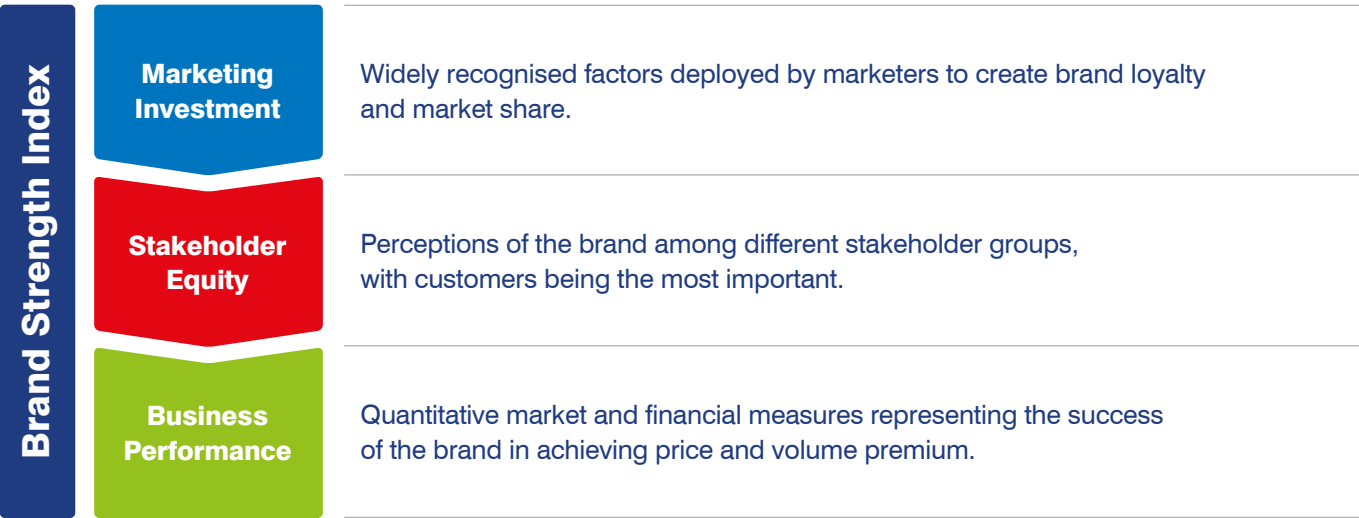 Brand Strength Index
Marketing
Investment
Widely recognised factors deployed by marketers to create brand loyalty
and market share.
Stakeholder
Equity
Perceptions of the brand among different stakeholder groups,
with customers being the most important.
Business
Performance
Quantitative market and financial measures representing the success
of the brand in achieving price and volume premium.